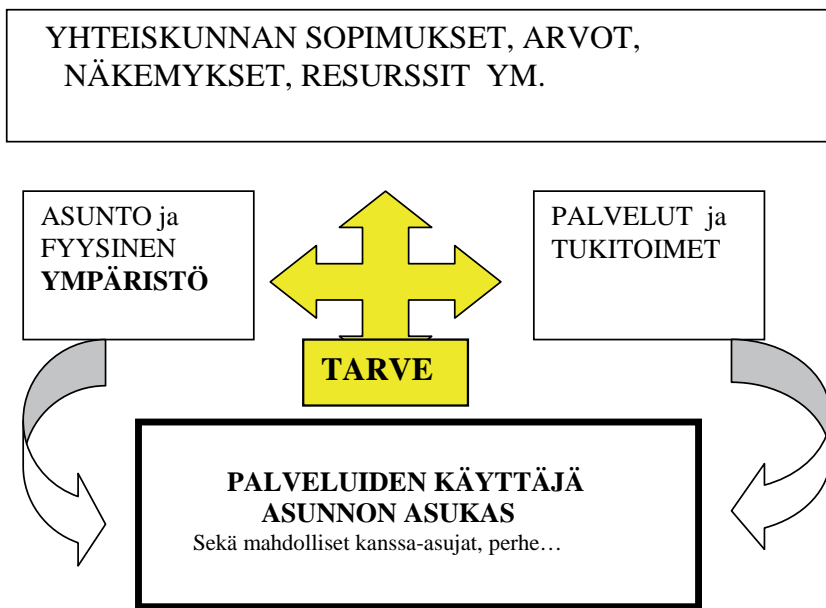 YHTEISKUNNAN SOPIMUKSET, ARVOT,
NÄKEMYKSET, RESURSSIT YM.
ASUNTO ja
FYYSINEN
YMPÄRISTÖ
PALVELUT ja
TUKITOIMET
TARVE
PALVELUIDEN KÄYTTÄJÄ
ASUNNON ASUKAS
Sekä mahdolliset kanssa-asujat, perhe…